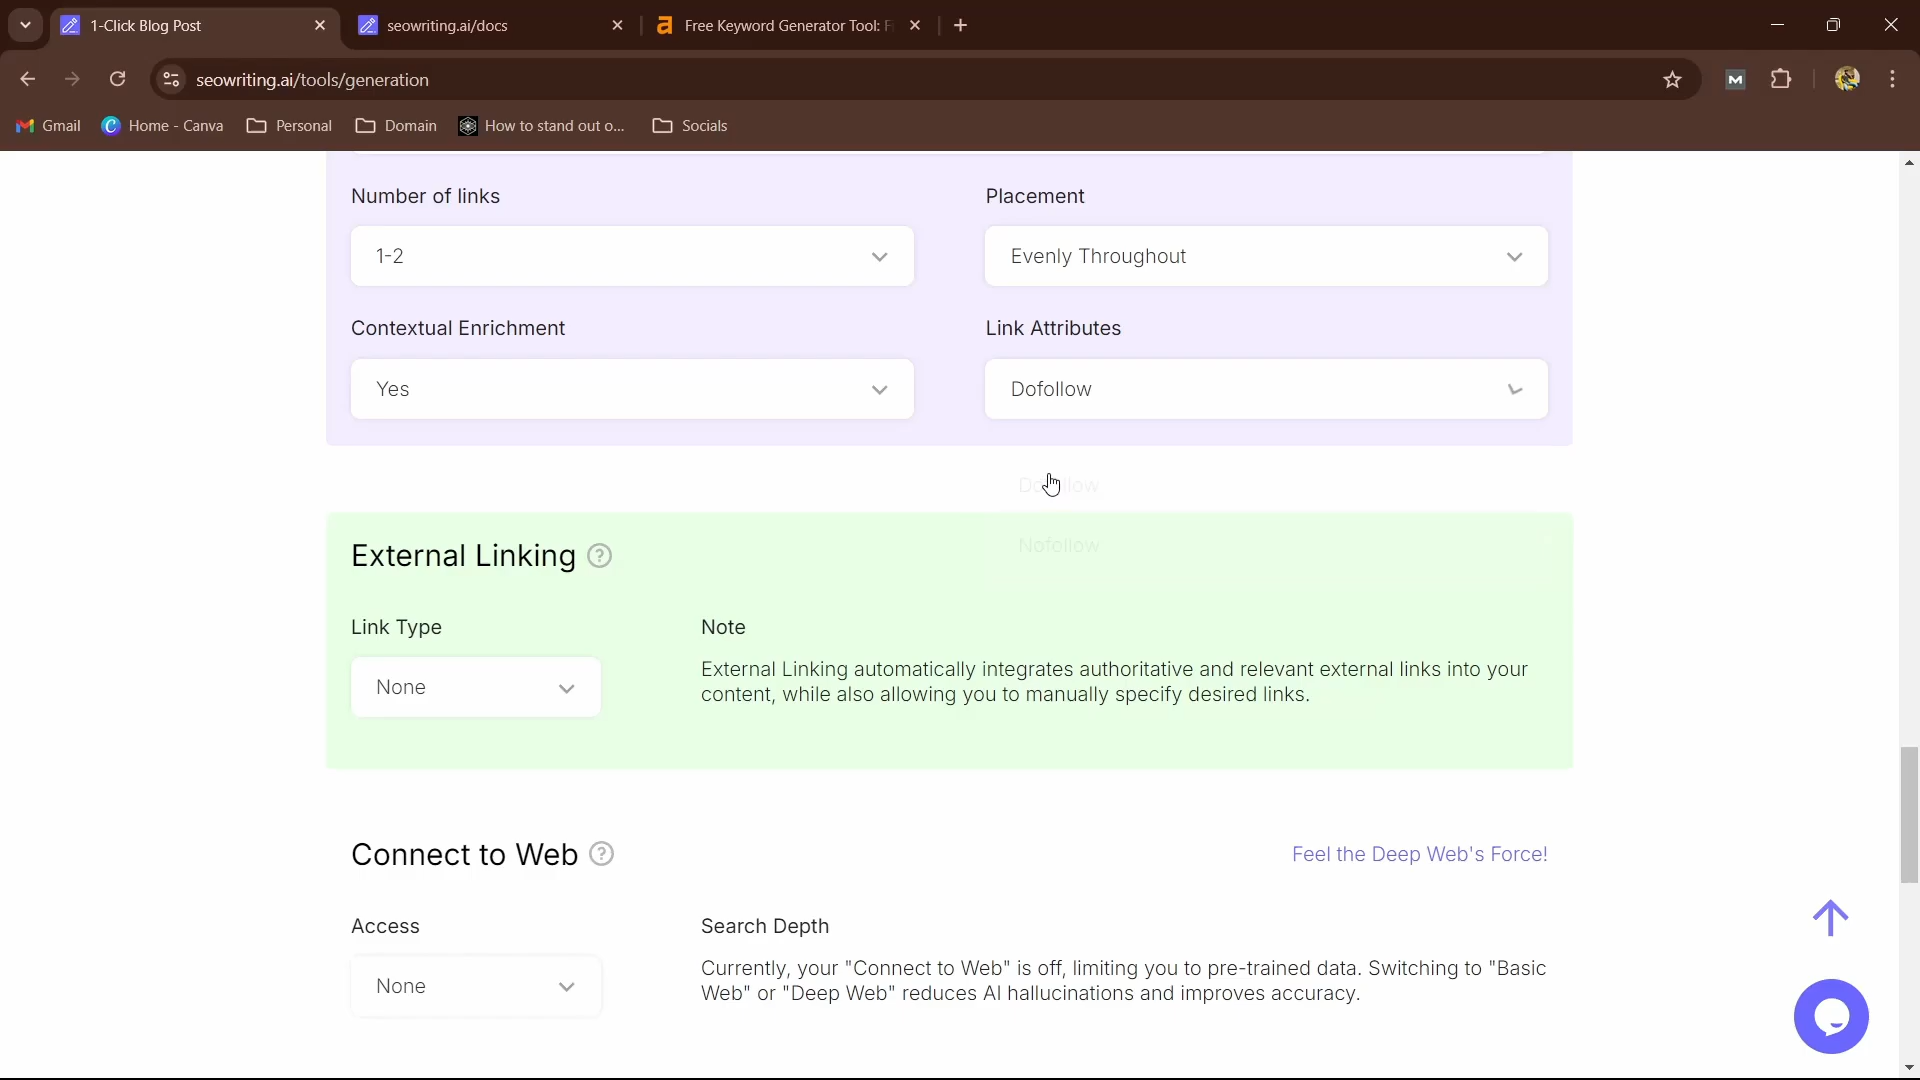 1-Click Blog Post
seowriting.ai/docs
Free Keyword Generator Tool: F
seowriting.ai/tools/generation
Gmail
Home - Canva
Personal
Domain
How to stand out o...
Socials
Number of links
Placement
1-2
Evenly Throughout
Contextual Enrichment
Link Attributes
Yes
Dofollow
Dofollow
Nofollow
External Linking
Link Type
Note
None
External Linking automatically integrates authoritative and relevant external links into your
content, while also allowing you to manually specify desired links.
Connect to Web
Feel the Deep Web's Force!
Access
Search Depth
None
Currently, your "Connect to Web" is off, limiting you to pre-trained data. Switching to "Basic
Web" or "Deep Web" reduces AI hallucinations and improves accuracy.